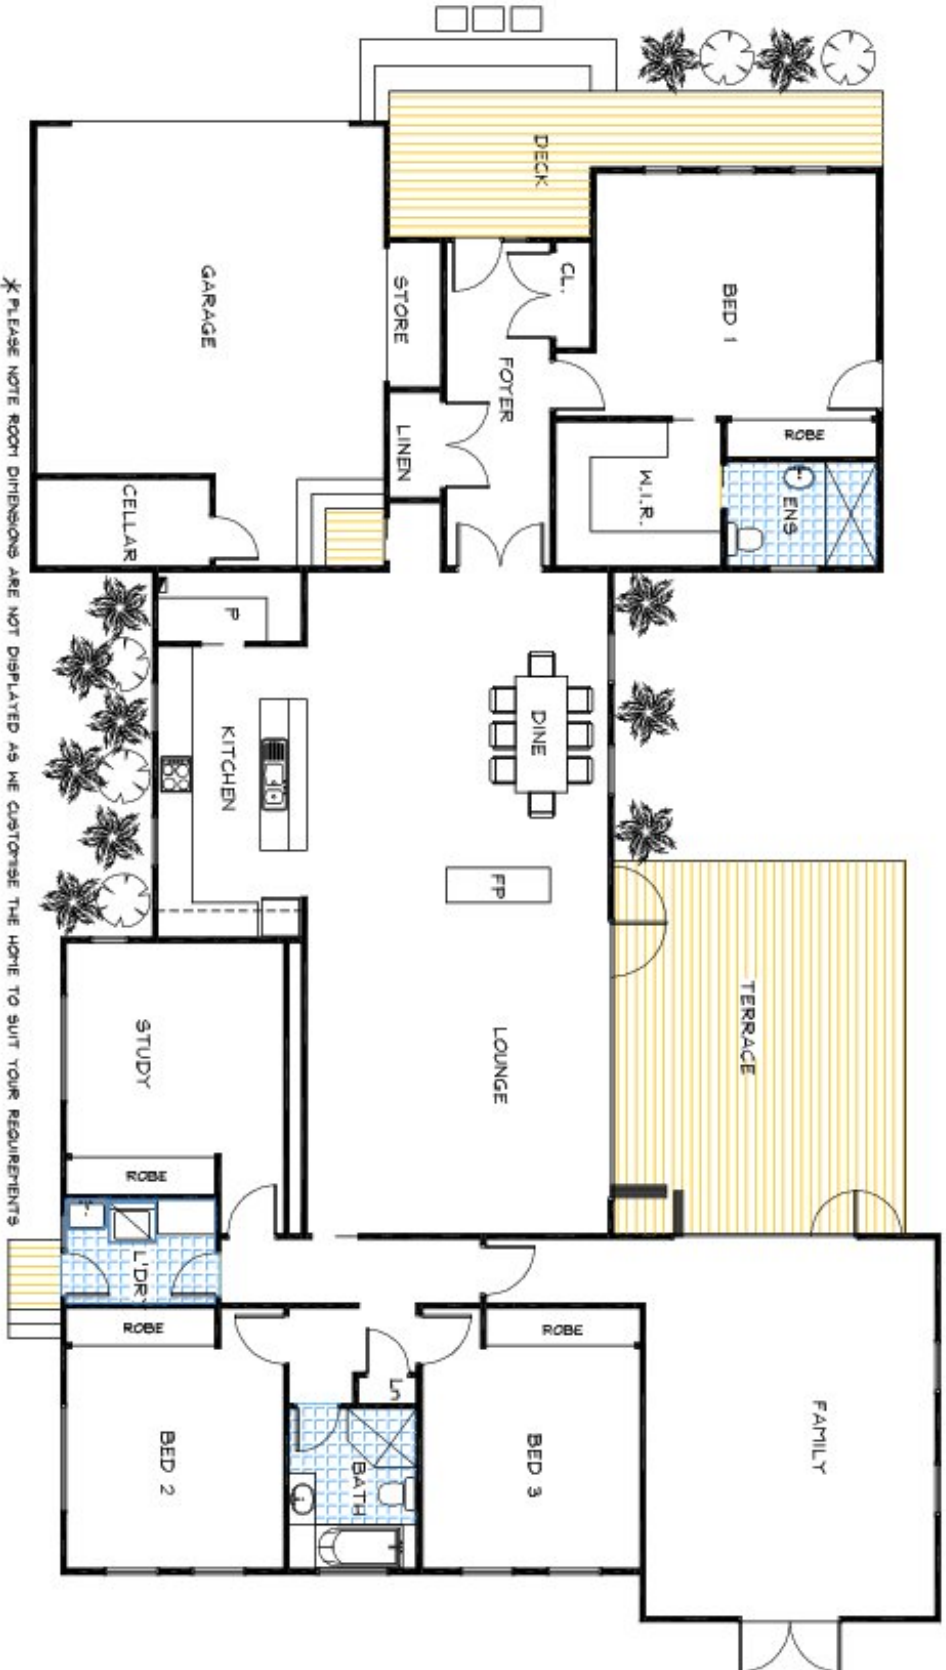 DECK
CL.
BED 1
GARAGE
STORE
FOYER
ROBE
LINEN
W.I.R.
ENS
CELLAR
P
KITCHEN
DINE
FP
STUDY
LOUNGE
TERRACE
ROBE
L'DRY
ROBE
ROBE
BED 2
BATH
BED 3
FAMILY
* PLEASE NOTE ROOM DIMENSIONS ARE NOT DISPLAYED AS WE CUSTOMISE THE HOME TO SUIT YOUR REQUIREMENTS